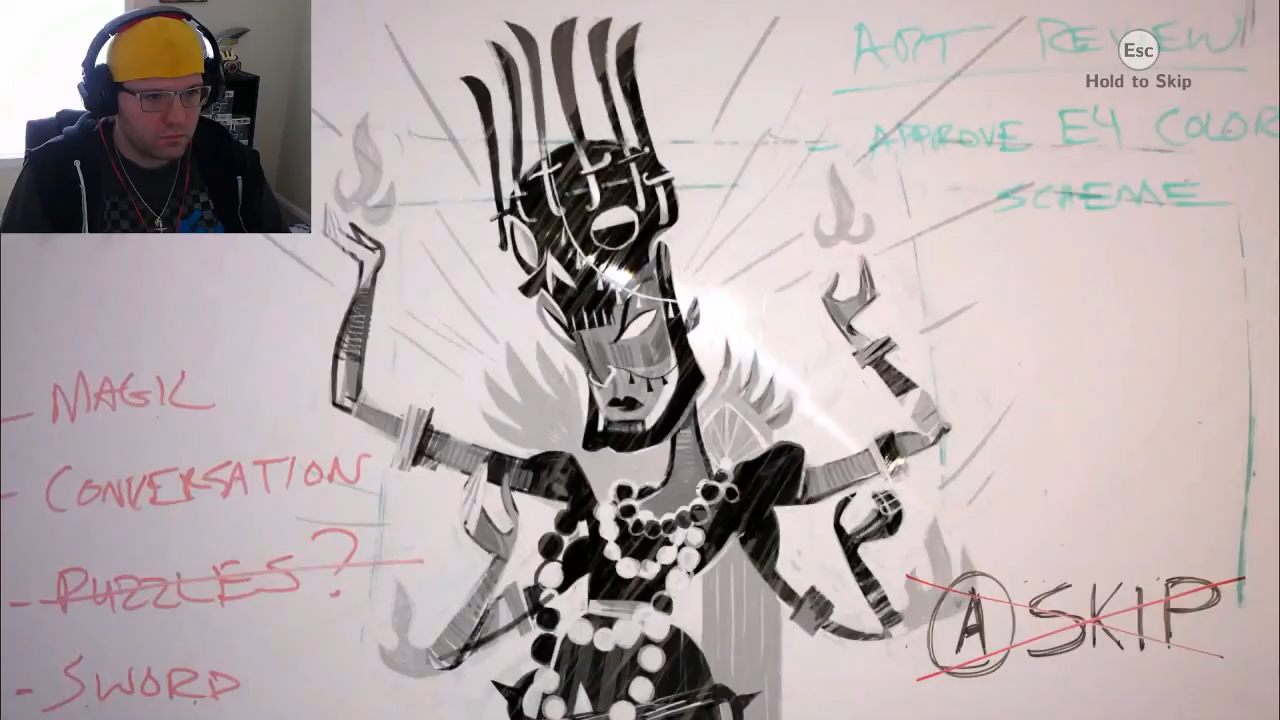 ART REVIEW
Esc
Hold to Skip
- APPROVE E4 COLOR
SCHEME
- MAGIC
- CONVERSATION
- PUZZLES?
- SWORD
A SKIP